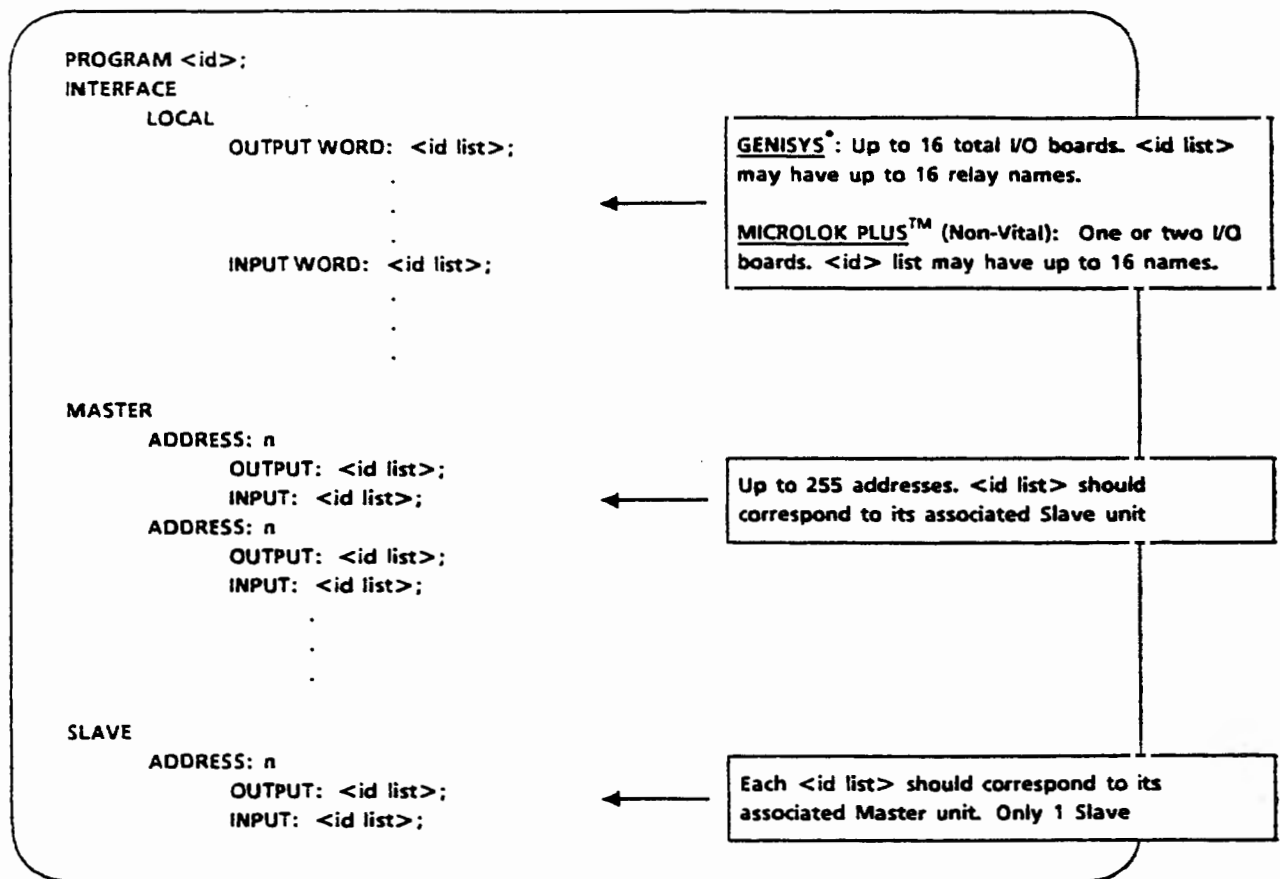 PROGRAM <id>;
INTERFACE
LOCAL
OUTPUT WORD: <id list>;
.
.
.
INPUT WORD: <id list>;
.
.
.
MASTER
ADDRESS: n
OUTPUT: <id list>;
INPUT: <id list>;
ADDRESS: n
OUTPUT: <id list>;
INPUT: <id list>;
.
.
.
SLAVE
ADDRESS: n
OUTPUT: <id list>;
INPUT: <id list>;
GENISYS*: Up to 16 total I/O boards. <id list>
may have up to 16 relay names.
MICROLOK PLUS™ (Non-Vital): One or two I/O
boards. <id> list may have up to 16 names.
Up to 255 addresses. <id list> should
correspond to its associated Slave unit
Each <id list> should correspond to its
associated Master unit. Only 1 Slave